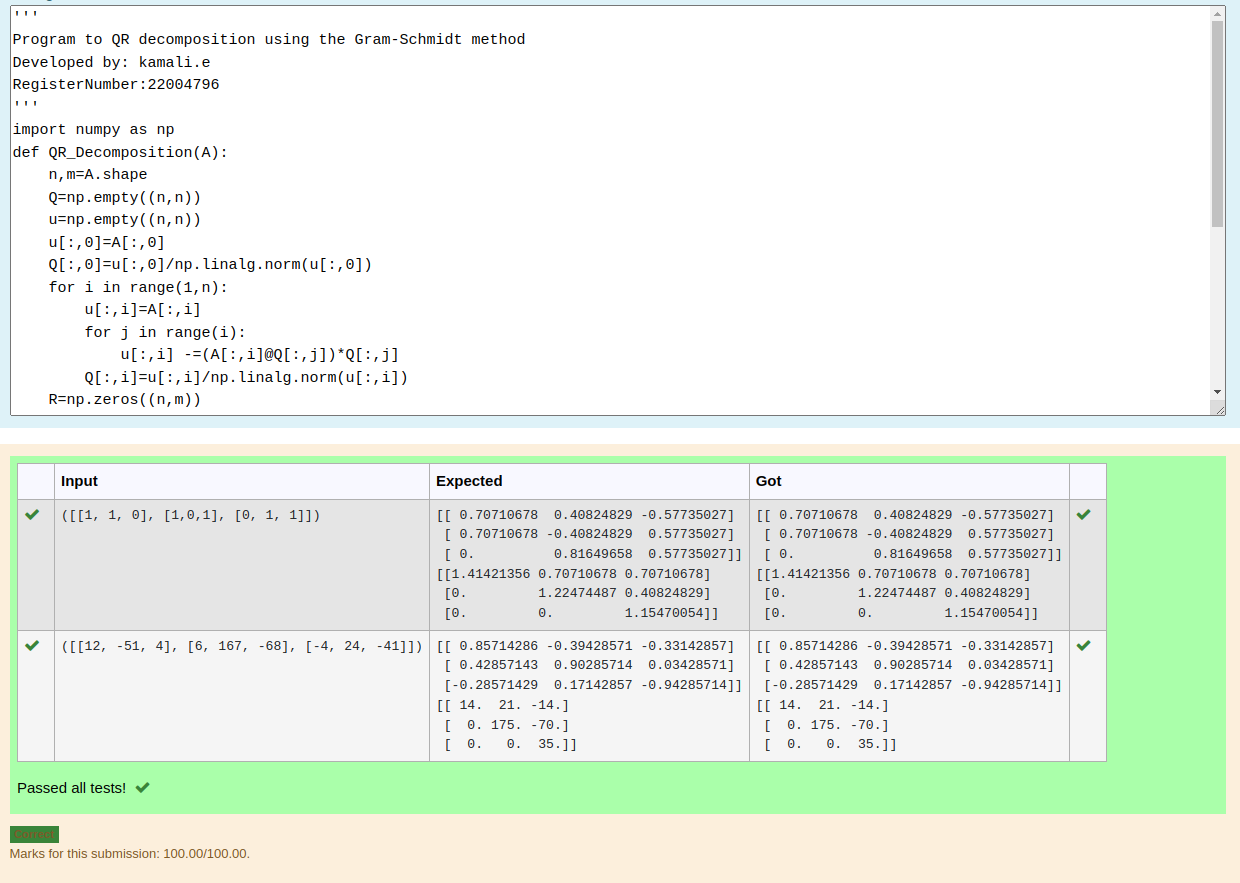 '''
Program to QR decomposition using the Gram-Schmidt method
Developed by: kamali.e
RegisterNumber:22004796
'''
import numpy as np
def QR_Decomposition(A):
    n,m=A.shape
    Q=np.empty((n,n))
    u=np.empty((n,n))
    u[:,0]=A[:,0]
    Q[:,0]=u[:,0]/np.linalg.norm(u[:,0])
    for i in range(1,n):
        u[:,i]=A[:,i]
        for j in range(i):
            u[:,i] -=(A[:,i]@Q[:,j])*Q[:,j]
        Q[:,i]=u[:,i]/np.linalg.norm(u[:,i])
    R=np.zeros((n,m))
Input Expected Got
([[1, 1, 0], [1,0,1], [0, 1, 1]])
[[ 0.70710678  0.40824829 -0.57735027]
 [ 0.70710678 -0.40824829  0.57735027]
 [ 0.          0.81649658  0.57735027]]
[[1.41421356 0.70710678 0.70710678]
 [0.         1.22474487 0.40824829]
 [0.         0.         1.15470054]]
[[ 0.70710678  0.40824829 -0.57735027]
 [ 0.70710678 -0.40824829  0.57735027]
 [ 0.          0.81649658  0.57735027]]
[[1.41421356 0.70710678 0.70710678]
 [0.         1.22474487 0.40824829]
 [0.         0.         1.15470054]]
([[12, -51, 4], [6, 167, -68], [-4, 24, -41]])
[[ 0.85714286 -0.39428571 -0.33142857]
 [ 0.42857143  0.90285714  0.03428571]
 [-0.28571429  0.17142857 -0.94285714]]
[[ 14.  21. -14.]
 [  0. 175. -70.]
 [  0.   0.  35.]]
[[ 0.85714286 -0.39428571 -0.33142857]
 [ 0.42857143  0.90285714  0.03428571]
 [-0.28571429  0.17142857 -0.94285714]]
[[ 14.  21. -14.]
 [  0. 175. -70.]
 [  0.   0.  35.]]
Passed all tests!
Correct
Marks for this submission: 100.00/100.00.